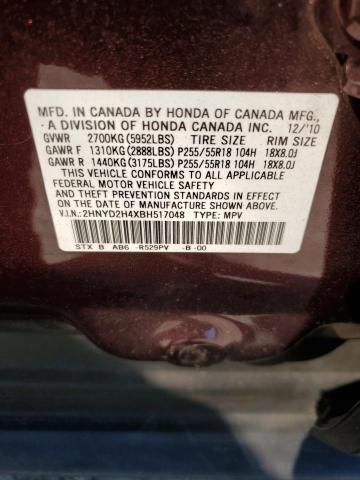 MFD. IN CANADA BY HONDA OF CANADA MFG.,
A DIVISION OF HONDA CANADA INC. 12/'10
GVWR 2700KG(5952LBS) TIRE SIZE RIM SIZE
GAWR F 1310KG(2888LBS) P255/55R18 104H 18X8.0J
GAWR R 1440KG(3175LBS) P255/55R18 104H 18X8.0J
THIS VEHICLE CONFORMS TO ALL APPLICABLE
FEDERAL MOTOR VEHICLE SAFETY AND
THEFT PREVENTION STANDARDS IN EFFECT ON
THE DATE OF MANUFACTURE SHOWN ABOVE.
V.I.N.:2HNYD2H4XBH517048 TYPE: MPV
STX B AB6 -R529PV -B -00